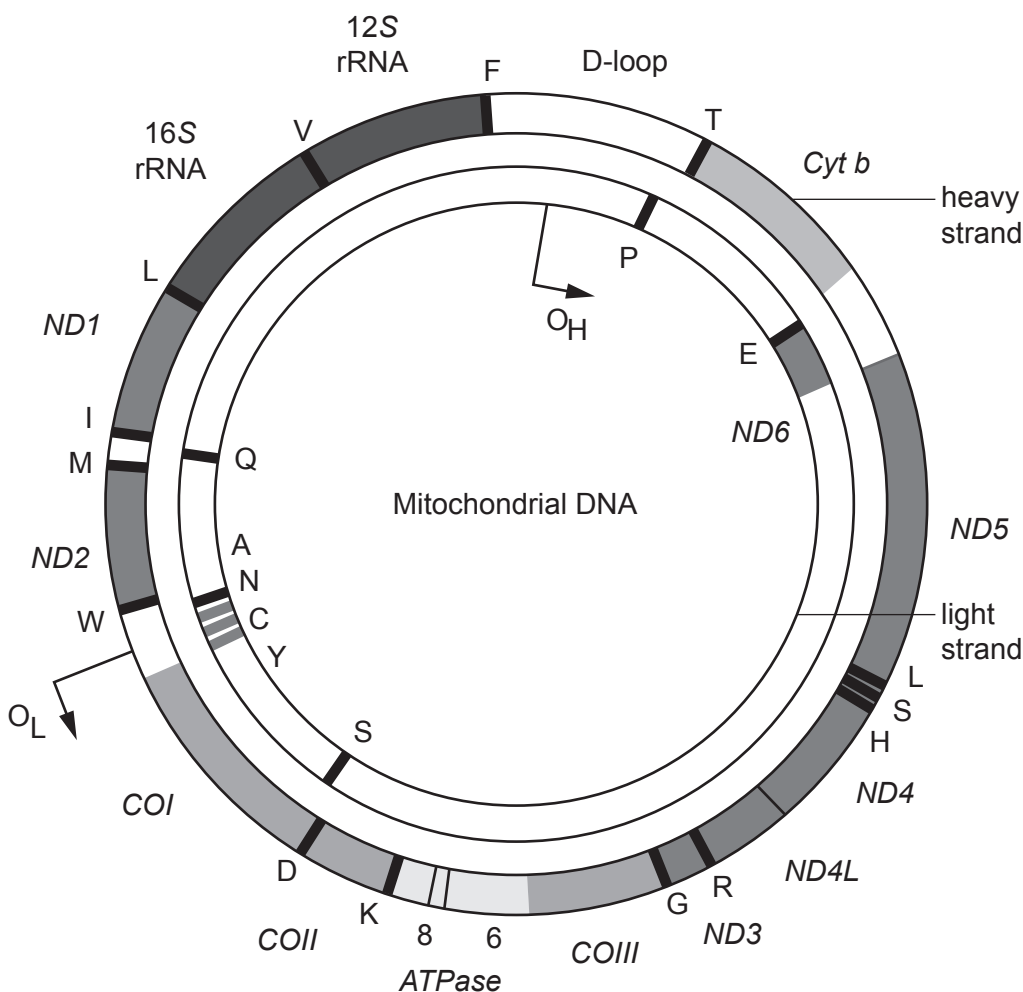 12S
rRNA
F
D-loop
T
Cyt b
heavy
strand
V
16S
rRNA
L
ND1
I
M
ND2
W
OL
COI
D
COII
K
8
6
ATPase
COIII
G
ND3
R
ND4L
ND4
H
S
L
ND5
light
strand
P
OH
E
ND6
Q
Mitochondrial DNA
A
N
C
Y
S